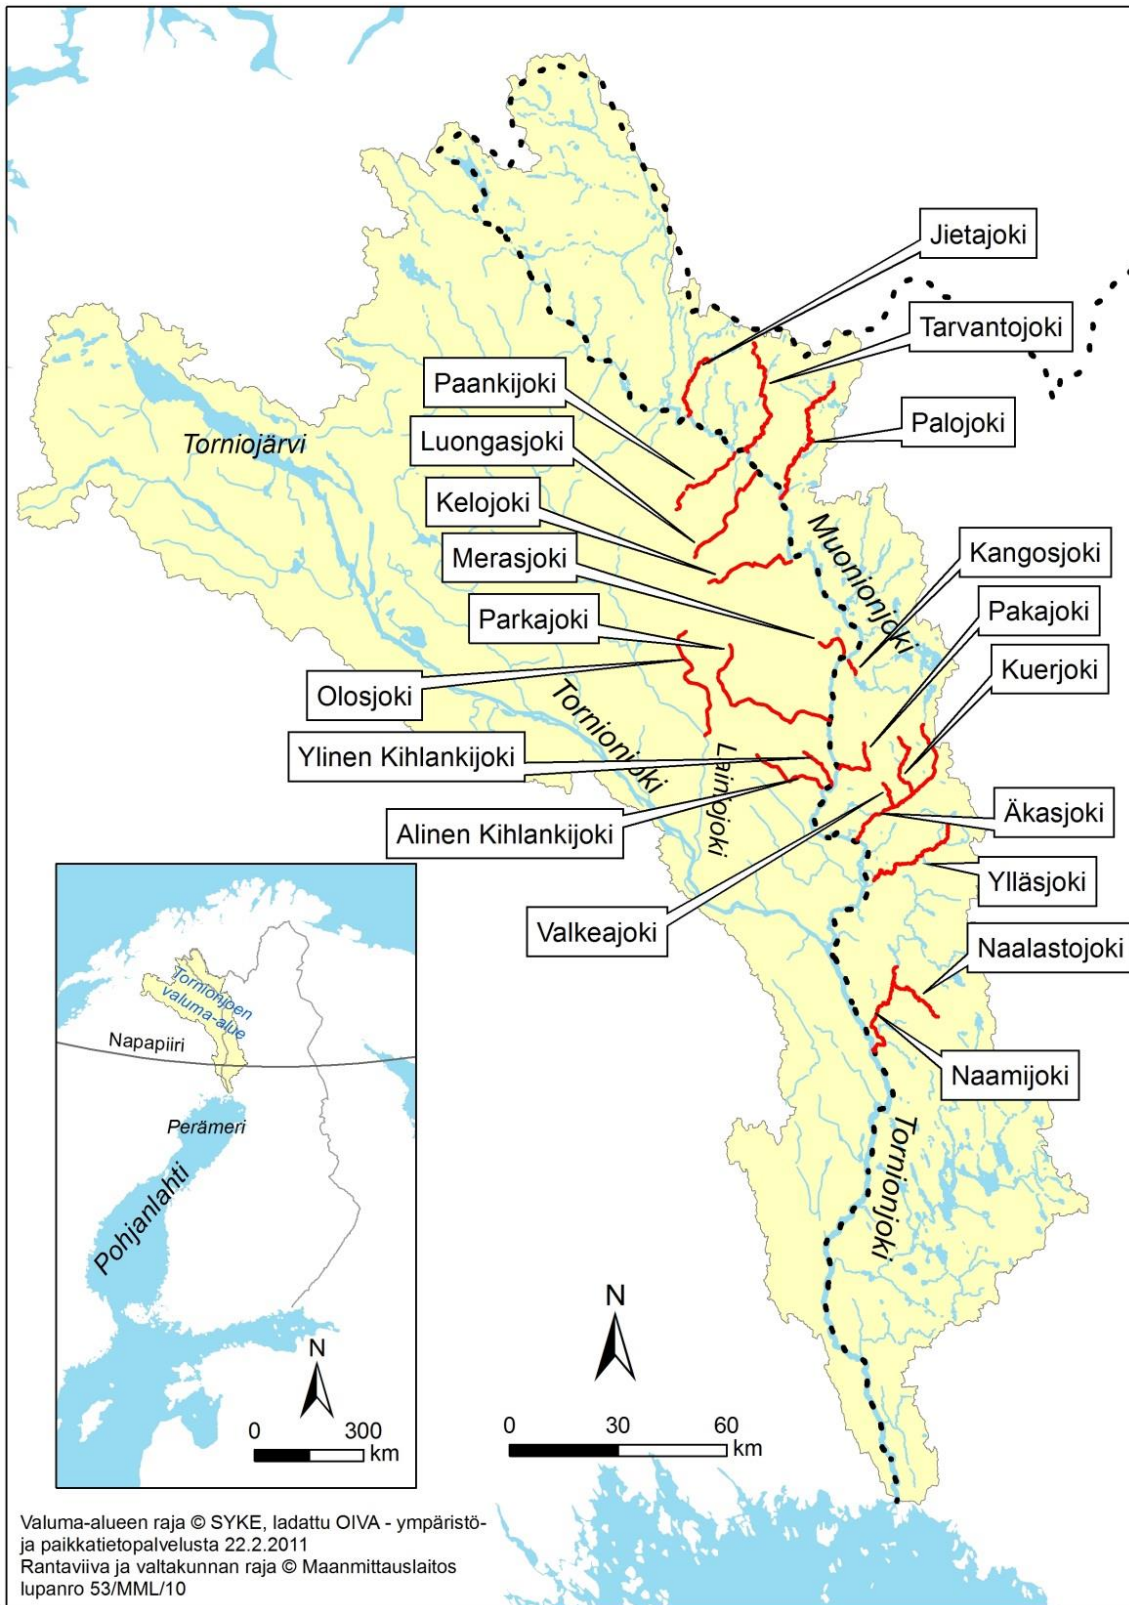 Jietajoki
Tarvantojoki
Paankijoki
Palojoki
Luongasjoki
Torniojärvi
Kelojoki
Muonionjoki
Kangosjoki
Merasjoki
Pakajoki
Parkajoki
Kuerjoki
Olosjoki
Tornionjoki
Ylinen Kihlankijoki
Lainiojoki
Alinen Kihlankijoki
Äkasjoki
Ylläsjoki
Valkeajoki
Naalastojoki
Naamijoki
Tornionjoki
Tornionjoen
valuma-alue
Napapiiri
Perämeri
Pohjanlahti
N
0 300
km
N
0 30 60
km
Valuma-alueen raja © SYKE, ladattu OIVA - ympäristö-
ja paikkatietopalvelusta 22.2.2011
Rantaviiva ja valtakunnan raja © Maanmittauslaitos
lupanro 53/MML/10